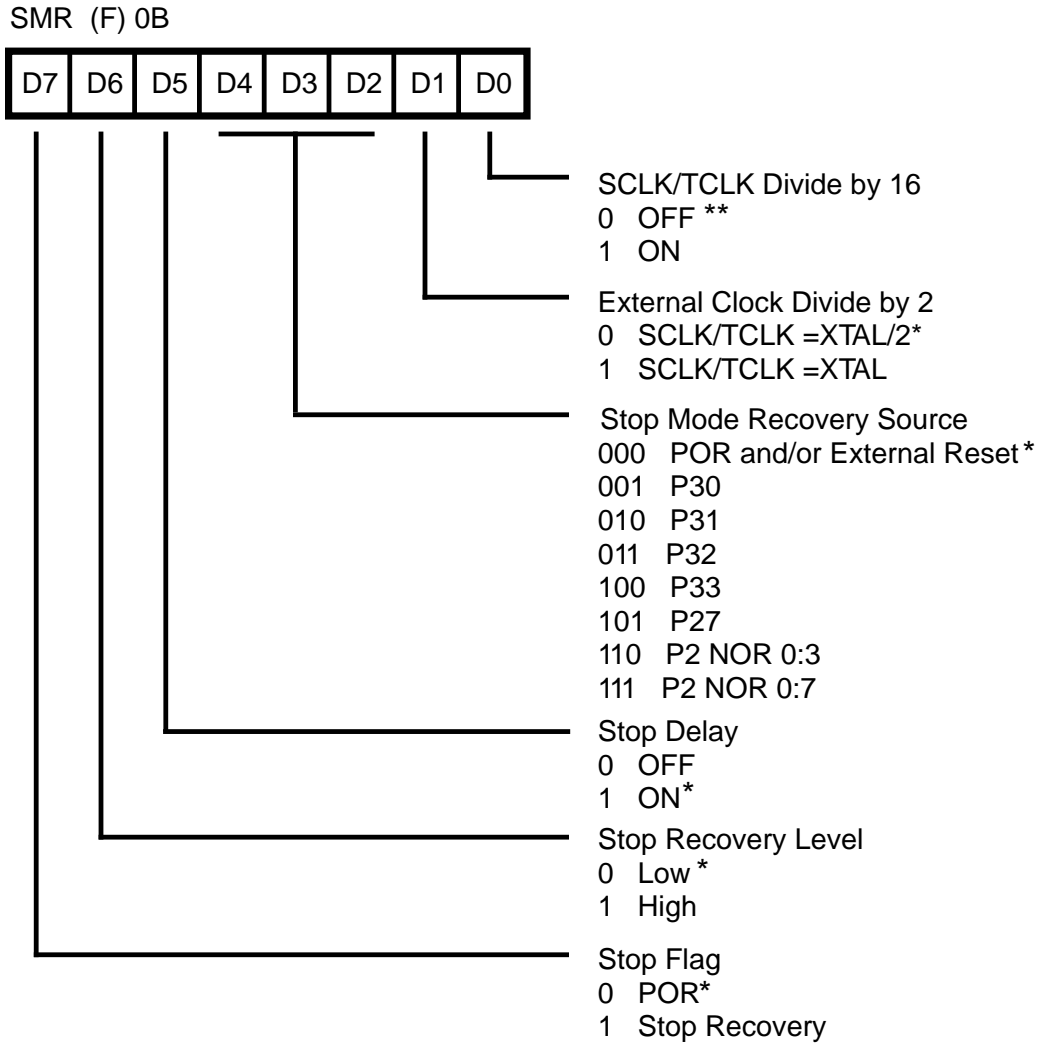 SMR (F) 0B
D7 D6 D5 D4 D3 D2 D1 D0
SCLK/TCLK Divide by 16
0 OFF **
1 ON
External Clock Divide by 2
0 SCLK/TCLK =XTAL/2*
1 SCLK/TCLK =XTAL
Stop Mode Recovery Source
000 POR and/or External Reset*
001 P30
010 P31
011 P32
100 P33
101 P27
110 P2 NOR 0:3
111 P2 NOR 0:7
Stop Delay
0 OFF
1 ON*
Stop Recovery Level
0 Low *
1 High
Stop Flag
0 POR*
1 Stop Recovery